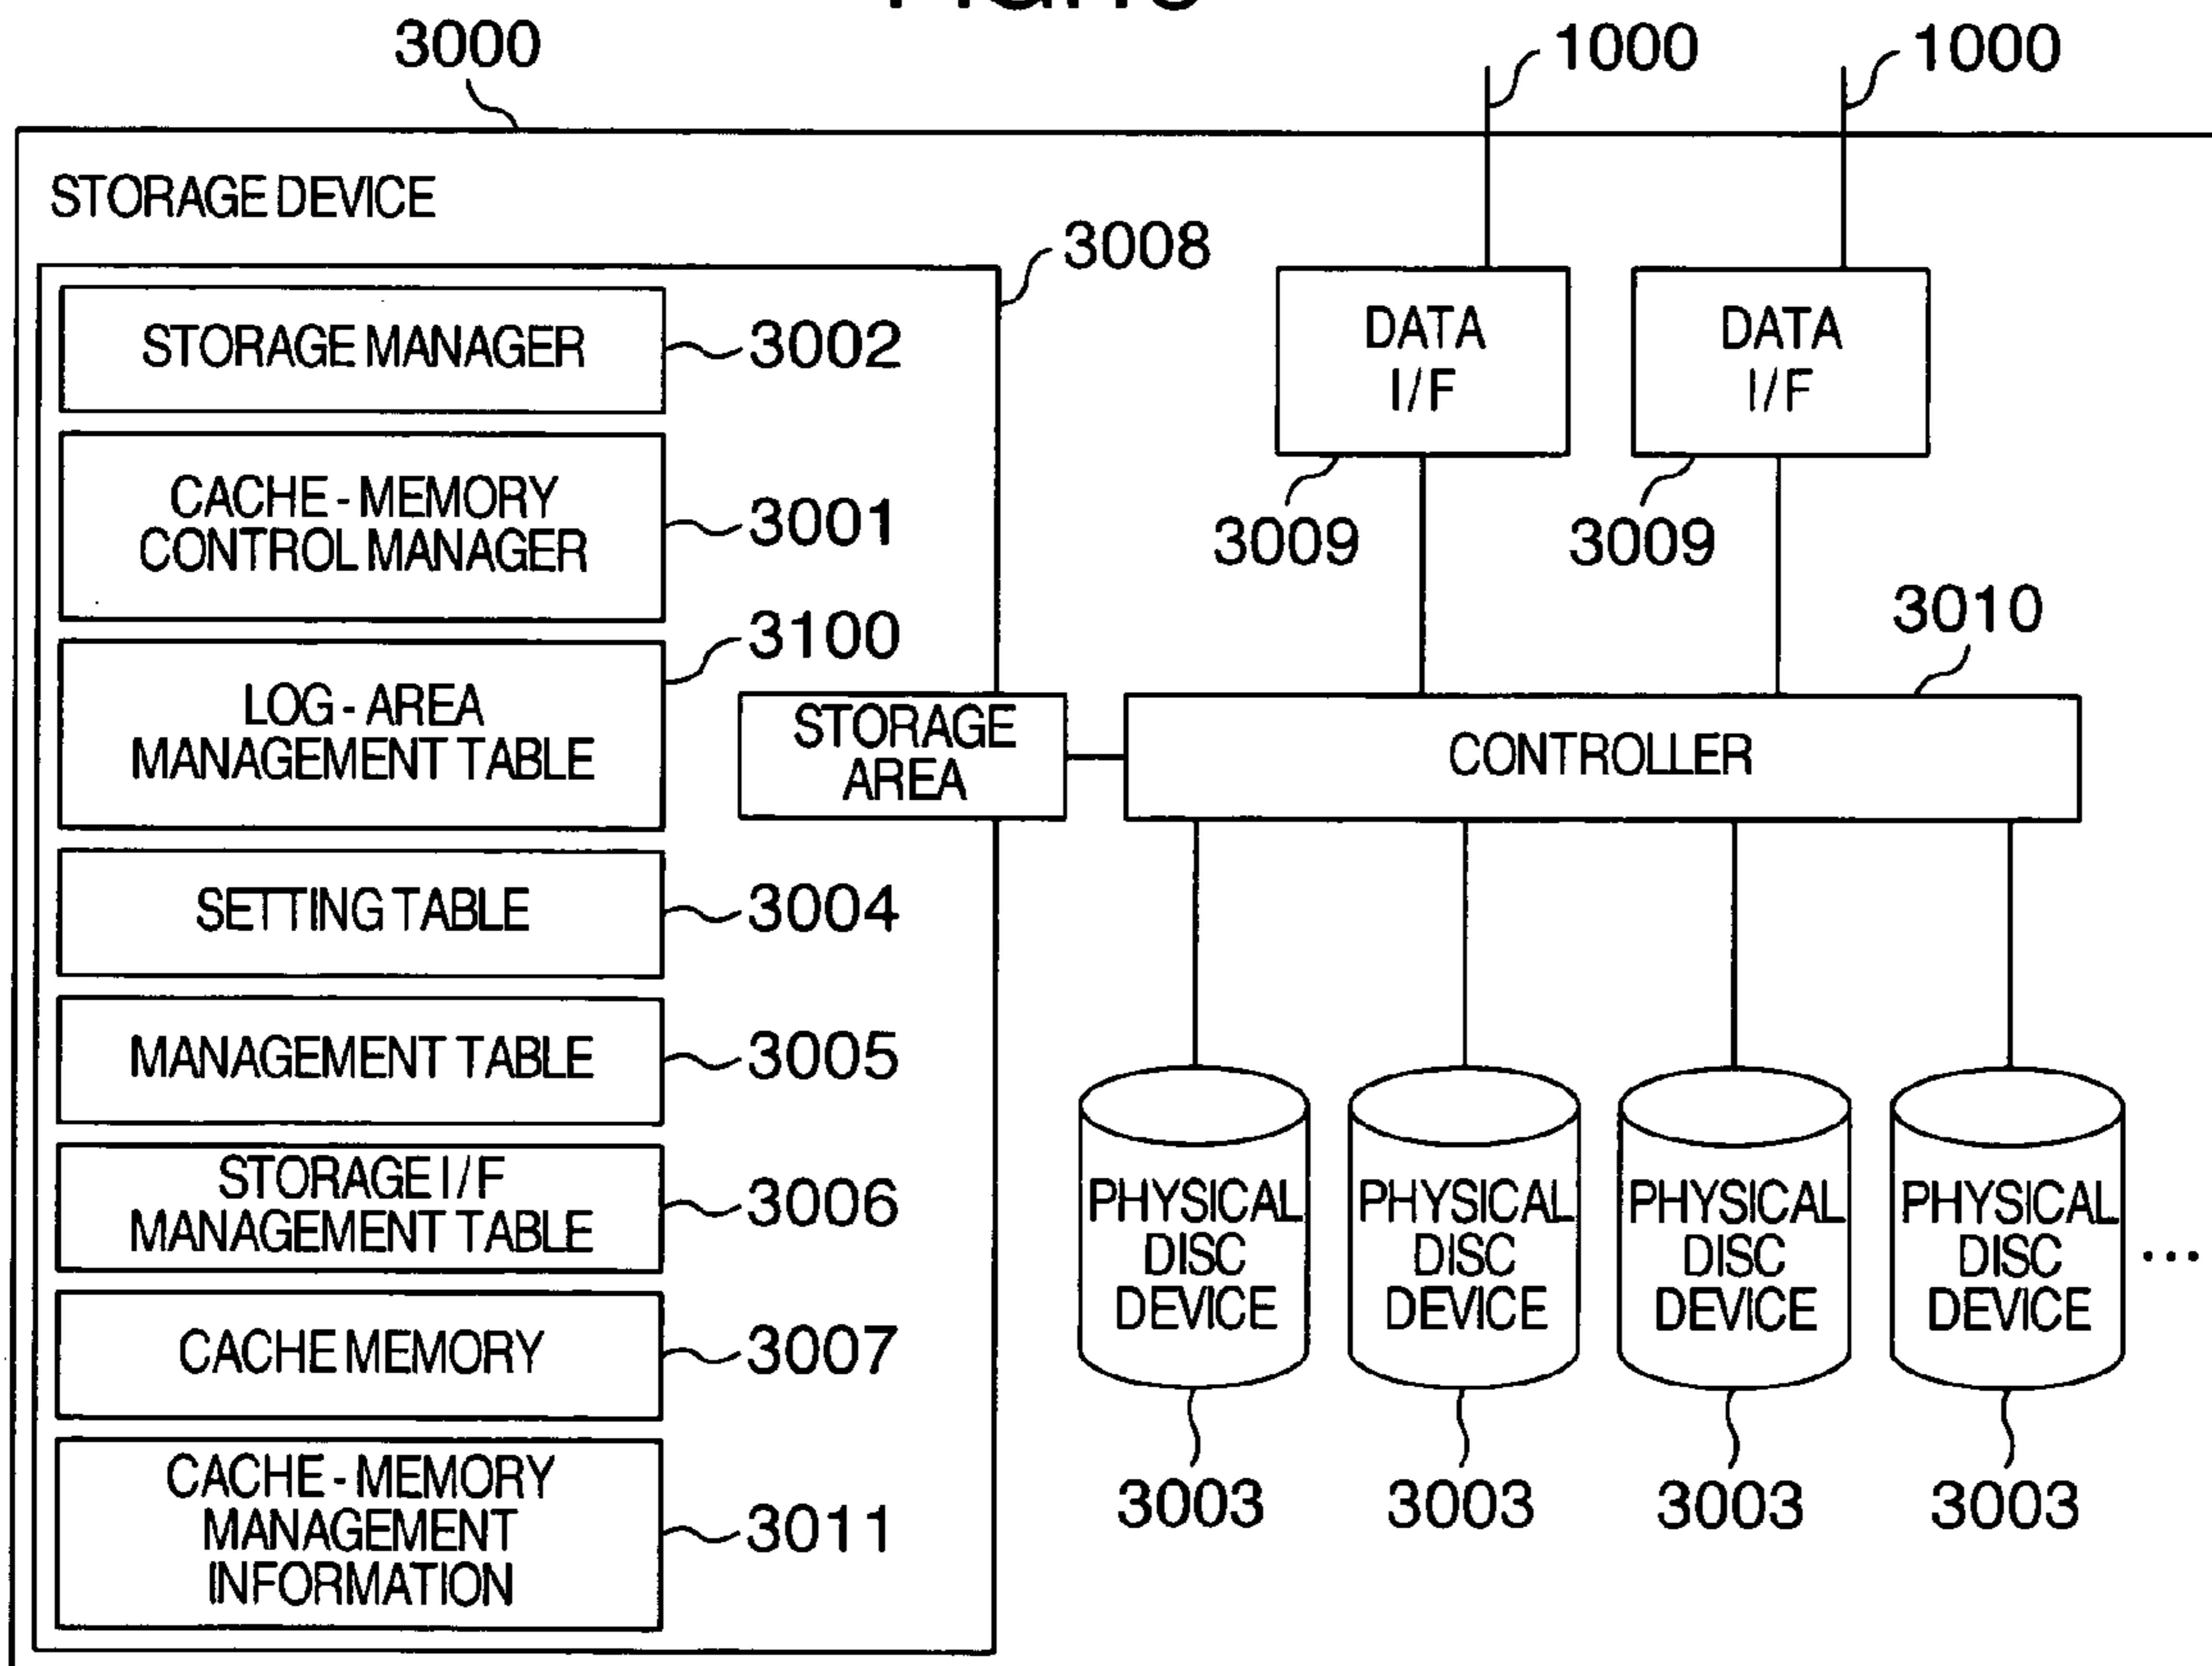 3000
1000
1000
STORAGE DEVICE
3008
STORAGE MANAGER
3002
DATA
I/F
DATA
I/F
CACHE-MEMORY
CONTROL MANAGER
3001
3009
3009
3010
LOG-AREA
MANAGEMENT TABLE
3100
STORAGE
AREA
CONTROLLER
SETTING TABLE
3004
MANAGEMENT TABLE
3005
STORAGE I/F
MANAGEMENT TABLE
3006
CACHE MEMORY
3007
CACHE-MEMORY
MANAGEMENT
INFORMATION
3011
PHYSICAL
DISC
DEVICE
PHYSICAL
DISC
DEVICE
PHYSICAL
DISC
DEVICE
PHYSICAL
DISC
DEVICE
...
3003
3003
3003
3003